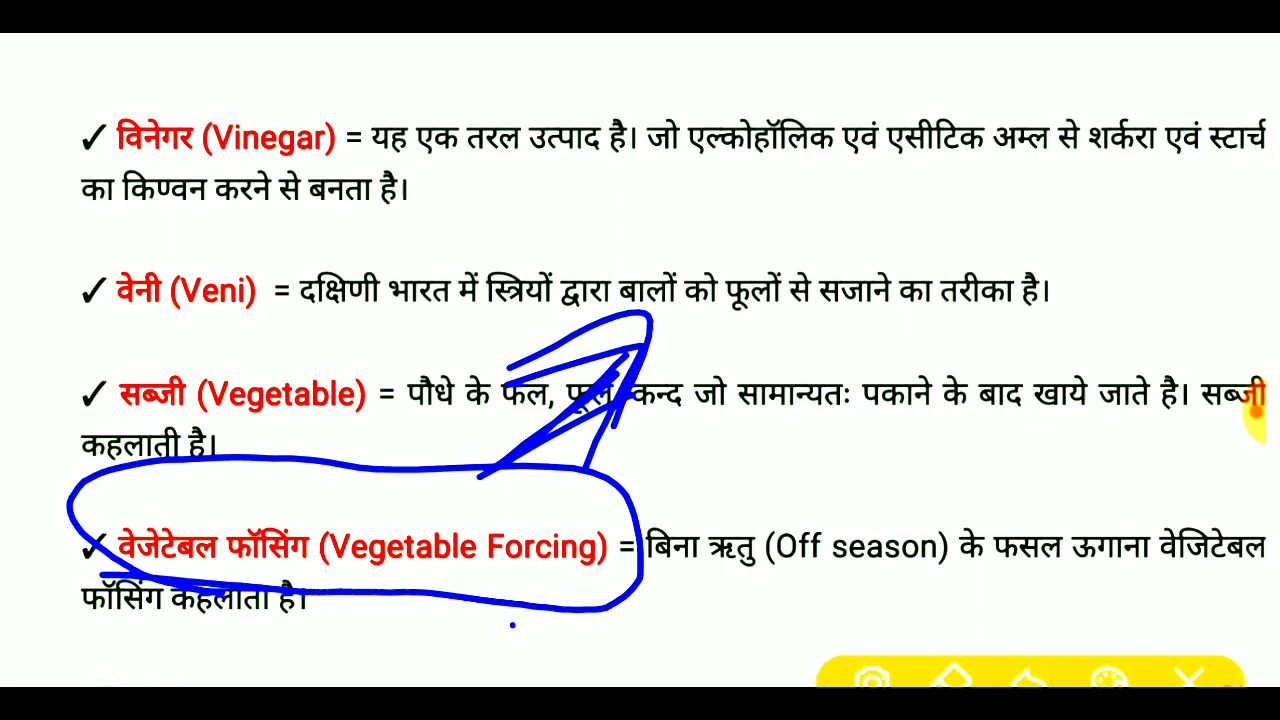 ✓ विनेगर (Vinegar) = यह एक तरल उत्पाद है। जो एल्कोहॉलिक एवं एसीटिक अम्ल से शर्करा एवं स्टार्च
का किण्वन करने से बनता है।
✓ वेनी (Veni) = दक्षिणी भारत में स्त्रियों द्वारा बालों को फूलों से सजाने का तरीका है।
✓ सब्जी (Vegetable) = पौधे के फल, फूल, कन्द जो सामान्यतः पकाने के बाद खाये जाते है। सब्जी
कहलाती है।
✓ वेजेटेबल फॉसिंग (Vegetable Forcing) = बिना ऋतु (Off season) के फसल ऊगाना वेजिटेबल
फॉसिंग कहलाता है।